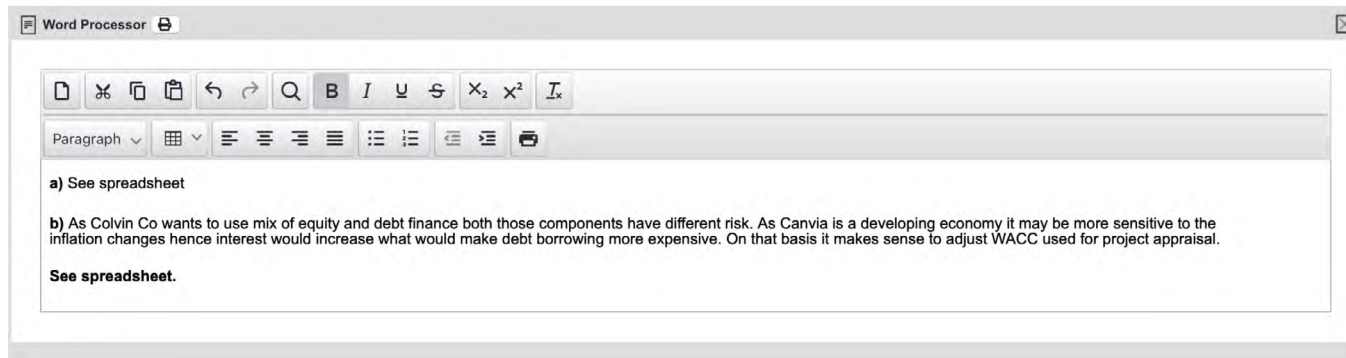 Word Processor
Paragraph
a) See spreadsheet
b) As Colvin Co wants to use mix of equity and debt finance both those components have different risk. As Canvia is a developing economy it may be more sensitive to the
inflation changes hence interest would increase what would make debt borrowing more expensive. On that basis it makes sense to adjust WACC used for project appraisal.
See spreadsheet.